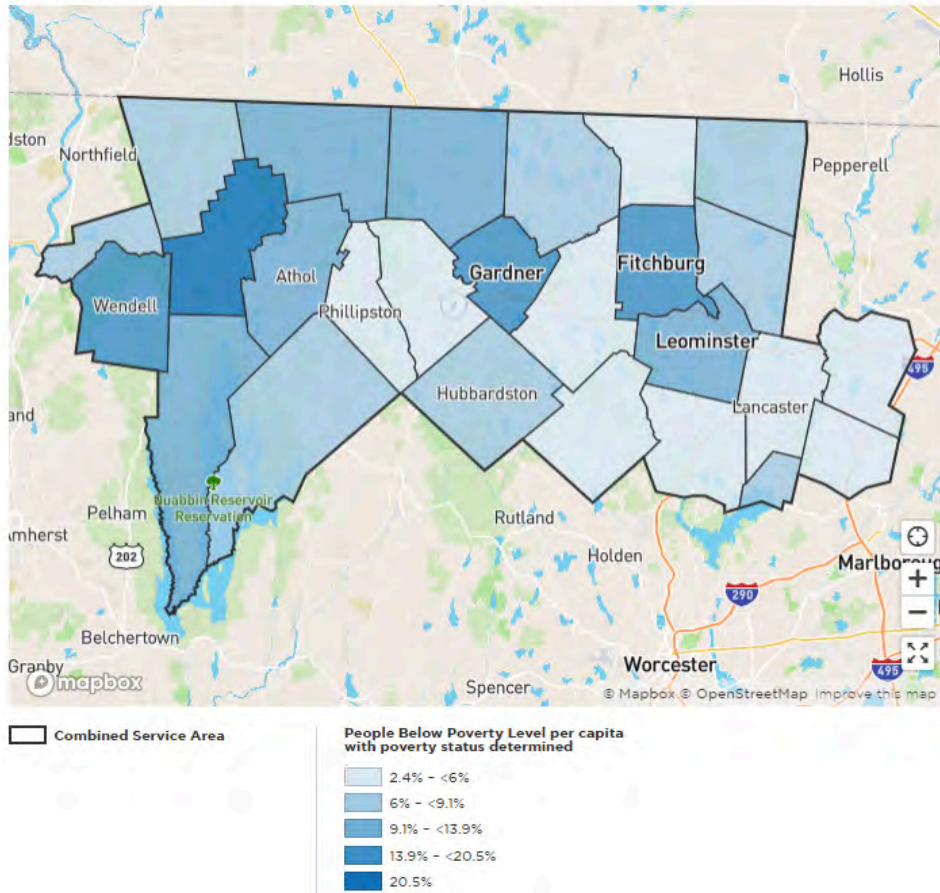 Hollis
dston
Northfield
Pepperell
Athol
Gardner
Fitchburg
Wendell
Phillipston
Leominster
495
Hubbardston
Lancaster
and
Quabbin Reservoir
Reservation
Pelham
Rutland
Amherst
202
Holden
Marlboroug
290
Belchertown
Worcester
Granby
495
mapbox
Spencer
© Mapbox © OpenStreetMap Improve this map
Combined Service Area
People Below Poverty Level per capita
with poverty status determined
2.4% – <6%
6% – <9.1%
9.1% – <13.9%
13.9% – <20.5%
20.5%